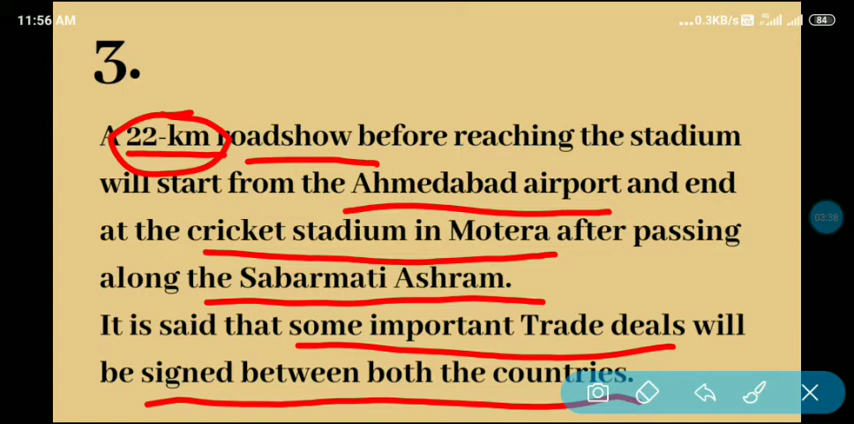 11:56 AM
...0.3KB/s 4G 84
3.
A 22-km roadshow before reaching the stadium
will start from the Ahmedabad airport and end
at the cricket stadium in Motera after passing
along the Sabarmati Ashram.
It is said that some important Trade deals will
be signed between both the countries.
03:38